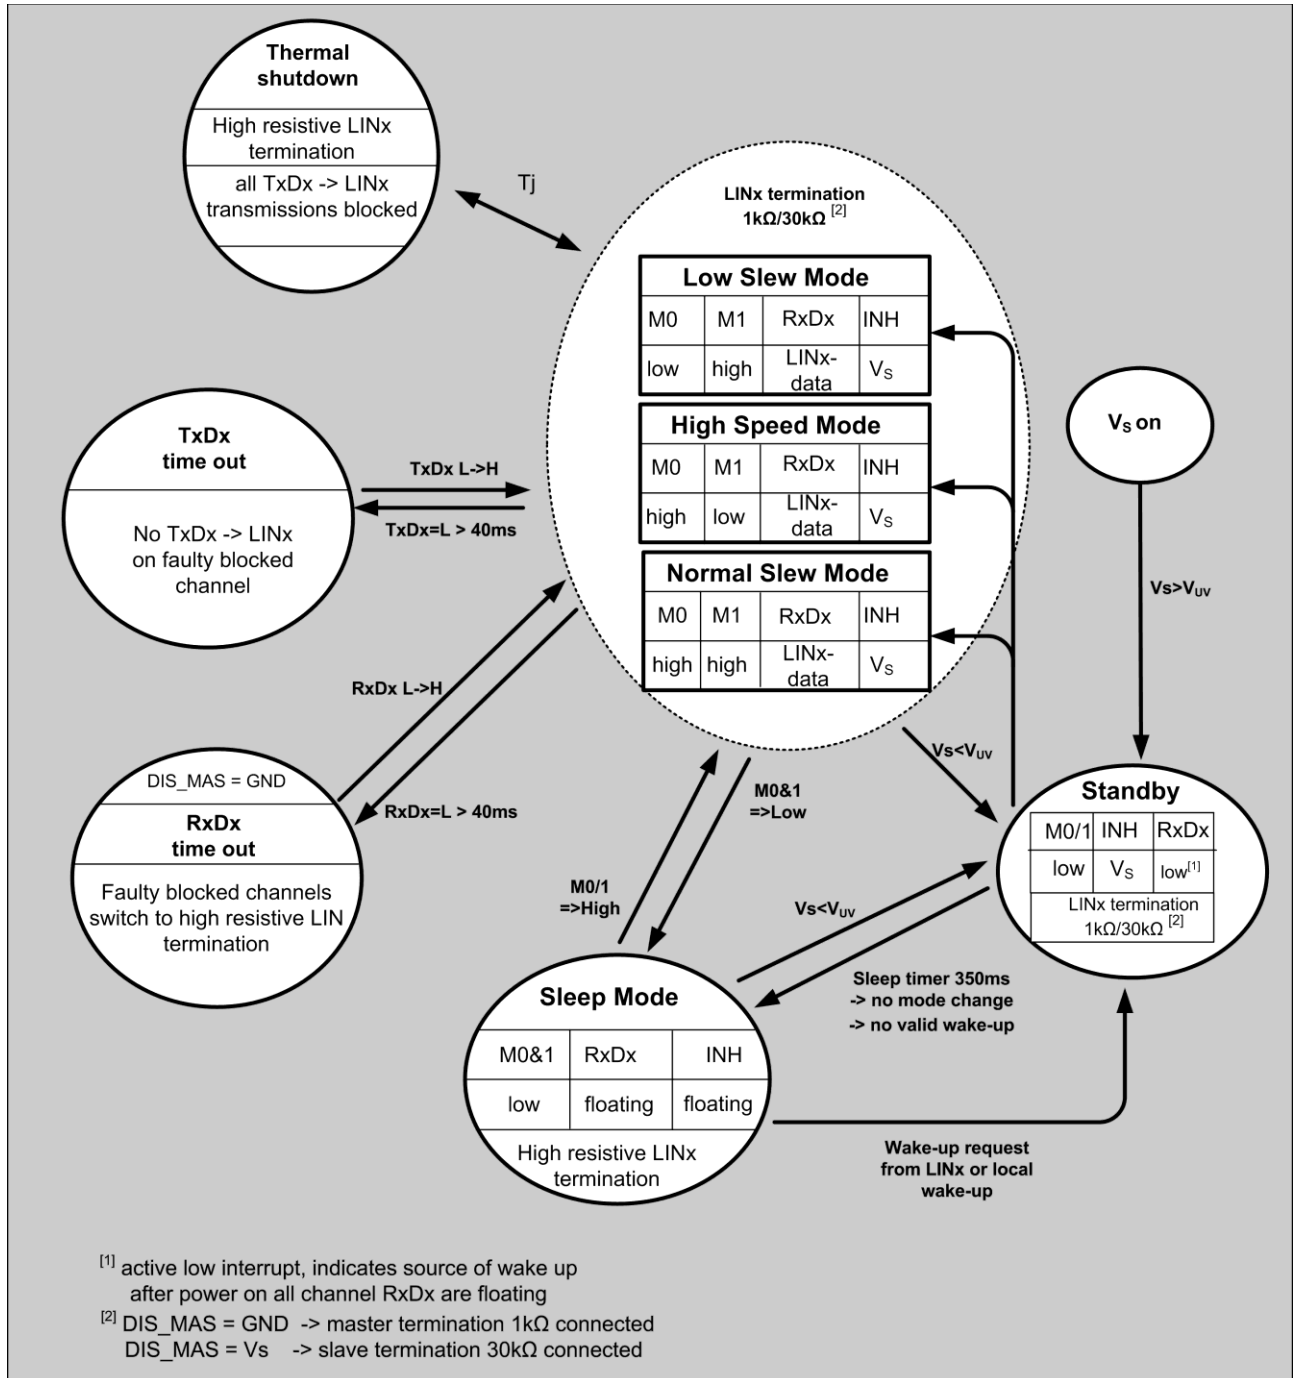 Thermal
shutdown
High resistive LINx
termination
all TxDx -> LINx
transmissions blocked
Tj
LINx termination
1kΩ/30kΩ [2]
Low Slew Mode
M0 M1 RxDx INH
low high LINx-data VS
High Speed Mode
M0 M1 RxDx INH
high low LINx-data VS
Normal Slew Mode
M0 M1 RxDx INH
high high LINx-data VS
VS on
Vs>VUV
TxDx
time out
No TxDx -> LINx
on faulty blocked
channel
TxDx L->H
TxDx=L > 40ms
RxDx L->H
RxDx=L > 40ms
DIS_MAS = GND
RxDx
time out
Faulty blocked channels
switch to high resistive LIN
termination
M0/1
=>High
M0&1
=>Low
Vs<VUV
Vs<VUV
Standby
M0/1 INH RxDx
low VS low[1]
LINx termination
1kΩ/30kΩ [2]
Sleep timer 350ms
-> no mode change
-> no valid wake-up
Sleep Mode
M0&1 RxDx INH
low floating floating
High resistive LINx
termination
Wake-up request
from LINx or local
wake-up
[1] active low interrupt, indicates source of wake up
after power on all channel RxDx are floating
[2] DIS_MAS = GND -> master termination 1kΩ connected
DIS_MAS = Vs -> slave termination 30kΩ connected